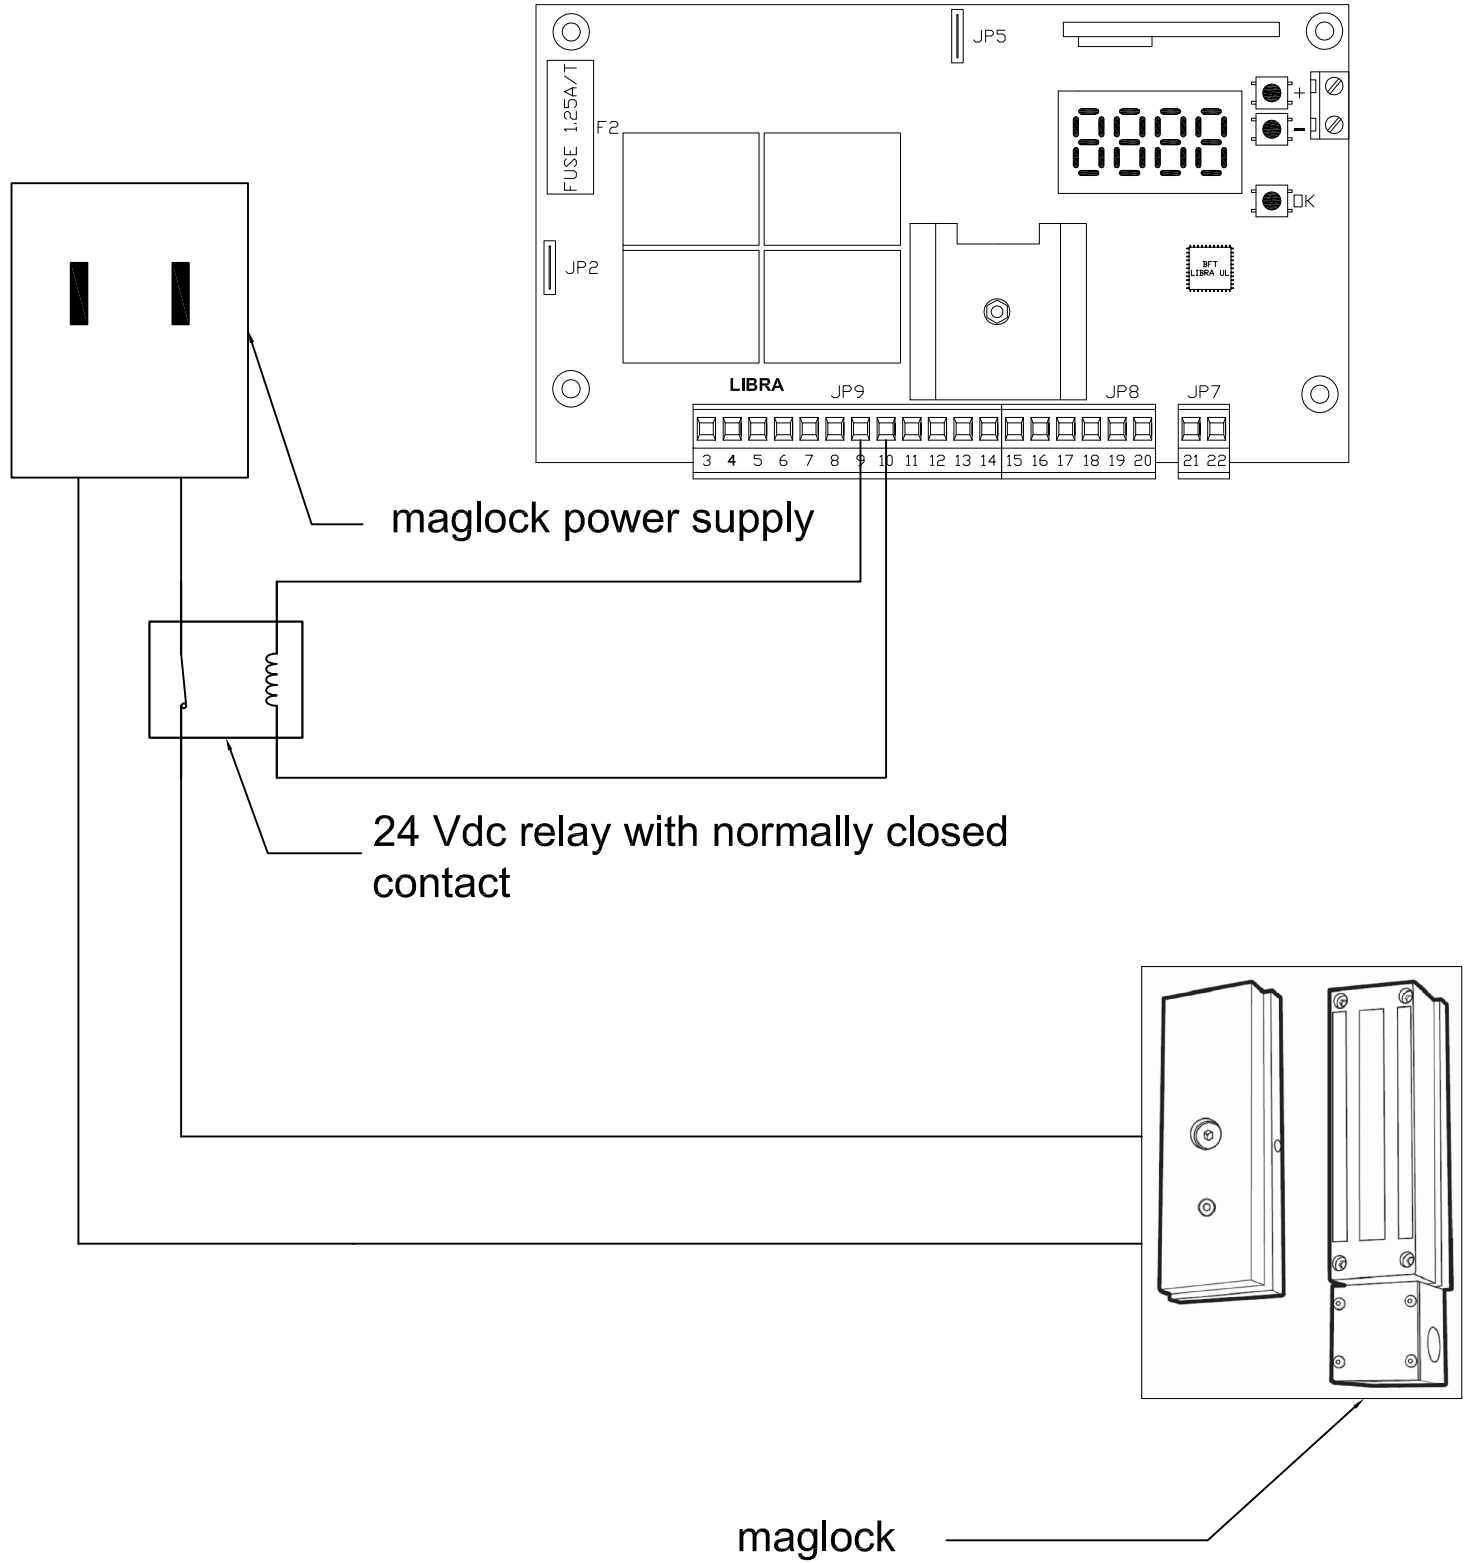 JP5
FUSE 1.25A/T
F2
+
-
OK
JP2
BFT
LIBRA UL
LIBRA
JP9
JP8
JP7
3 4 5 6 7 8 9 10 11 12 13 14 15 16 17 18 19 20 21 22
maglock power supply
24 Vdc relay with normally closed
contact
maglock